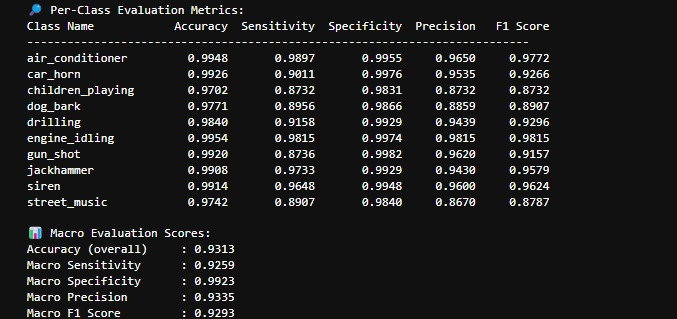 🔎 Per-Class Evaluation Metrics:
Class Name Accuracy Sensitivity Specificity Precision F1 Score
--------------------------------------------------------------------------------
air_conditioner 0.9948 0.9897 0.9955 0.9650 0.9772
car_horn 0.9926 0.9011 0.9976 0.9535 0.9266
children_playing 0.9702 0.8732 0.9831 0.8732 0.8732
dog_bark 0.9771 0.8956 0.9866 0.8859 0.8907
drilling 0.9840 0.9158 0.9929 0.9439 0.9296
engine_idling 0.9954 0.9815 0.9974 0.9815 0.9815
gun_shot 0.9920 0.8736 0.9982 0.9620 0.9157
jackhammer 0.9908 0.9733 0.9929 0.9430 0.9579
siren 0.9914 0.9648 0.9948 0.9600 0.9624
street_music 0.9742 0.8907 0.9840 0.8670 0.8787
📊 Macro Evaluation Scores:
Accuracy (overall) : 0.9313
Macro Sensitivity : 0.9259
Macro Specificity : 0.9923
Macro Precision : 0.9335
Macro F1 Score : 0.9293